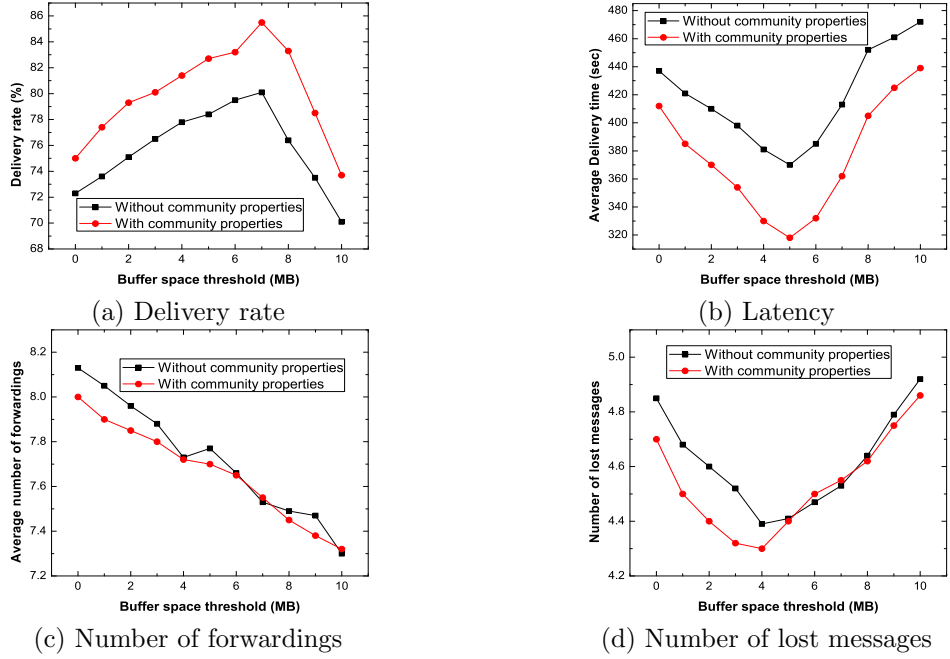 86
84
82
80
78
76
74
72
70
68
Delivery rate (%)
Without community properties
With community properties
0 2 4 6 8 10
Buffer space threshold (MB)
(a) Delivery rate
480
460
440
420
400
380
360
340
320
Average Delivery time (sec)
Without community properties
With community properties
0 2 4 6 8 10
Buffer space threshold (MB)
(b) Latency
8.2
8.0
7.8
7.6
7.4
7.2
Average number of forwardings
Without community properties
With community properties
0 2 4 6 8 10
Buffer space threshold (MB)
(c) Number of forwardings
5.0
4.8
4.6
4.4
4.2
Number of lost messages
Without community properties
With community properties
0 2 4 6 8 10
Buffer space threshold (MB)
(d) Number of lost messages